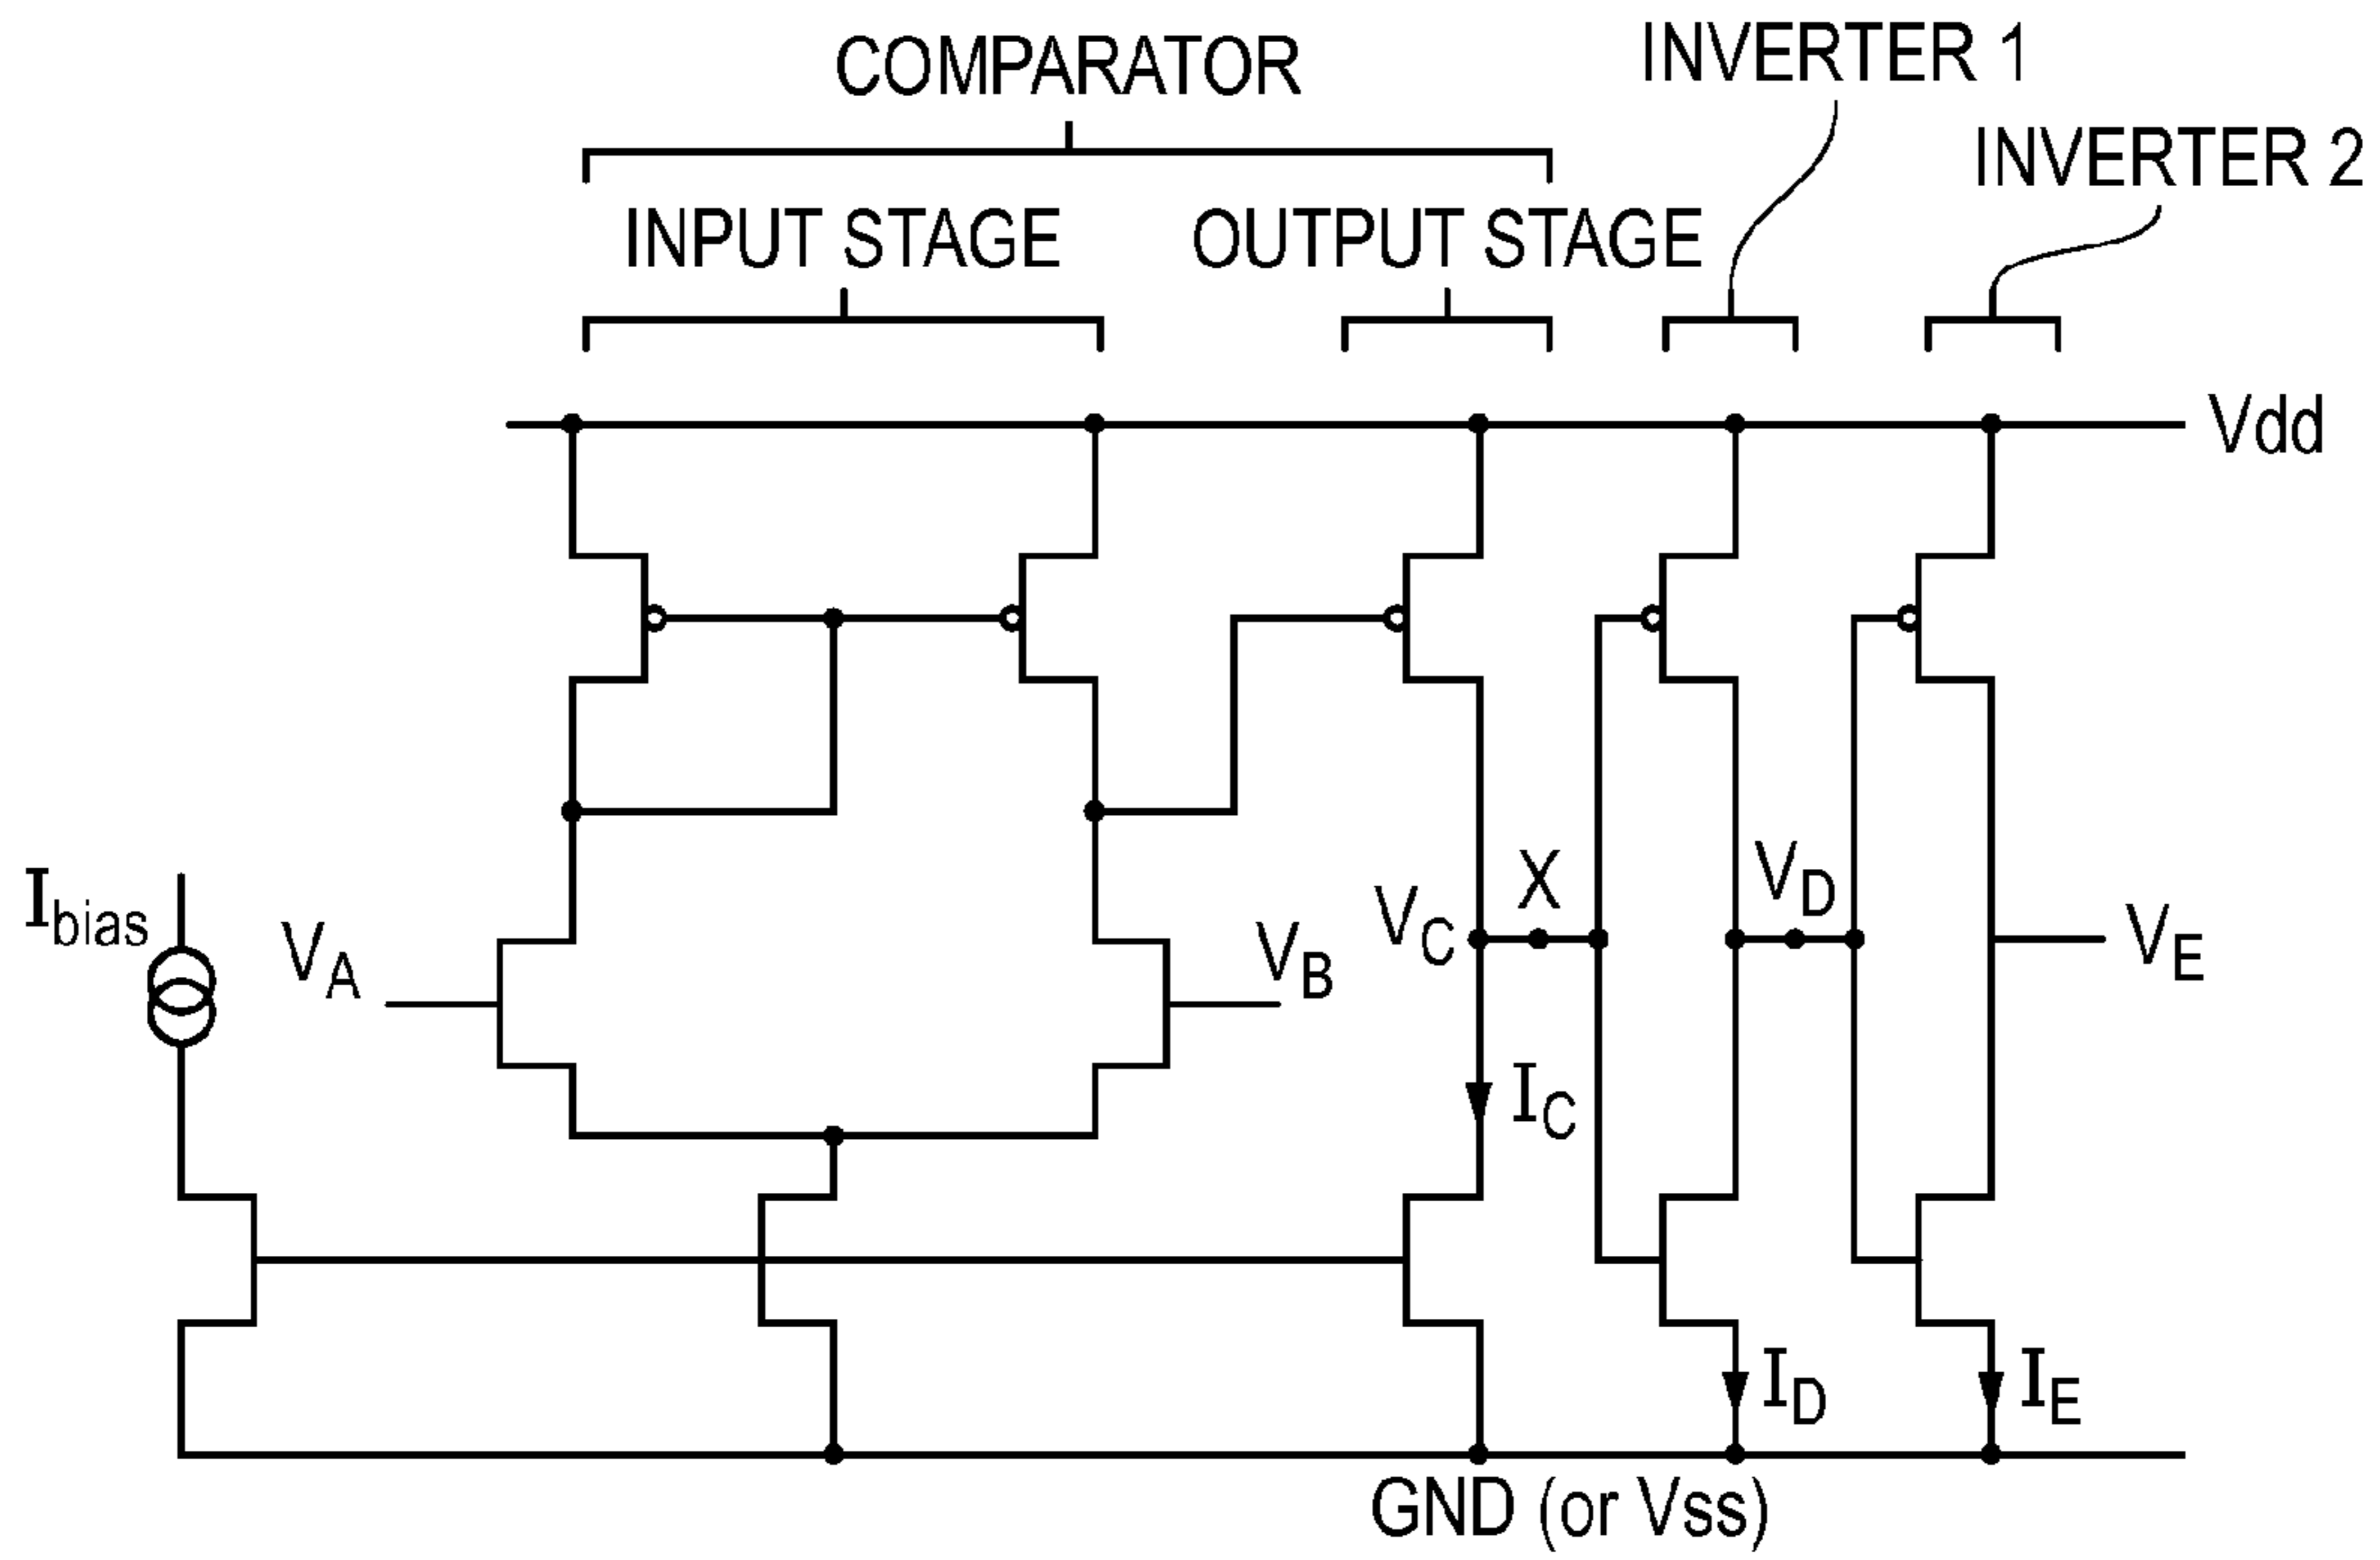 COMPARATOR
INVERTER 1
INVERTER 2
INPUT STAGE
OUTPUT STAGE
Vdd
Ibias
VA
VB
VC
X
VD
VE
IC
ID
IE
GND (or Vss)